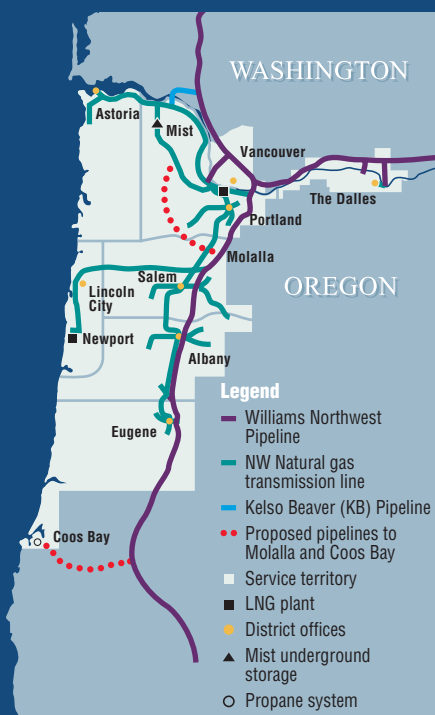 WASHINGTON
Astoria
Mist
Vancouver
The Dalles
Portland
Molalla
OREGON
Salem
Lincoln
City
Newport
Albany
Eugene
Coos Bay
Legend
Williams Northwest
Pipeline
NW Natural gas
transmission line
Kelso Beaver (KB) Pipeline
Proposed pipelines to
Molalla and Coos Bay
Service territory
LNG plant
District offices
Mist underground
storage
Propane system